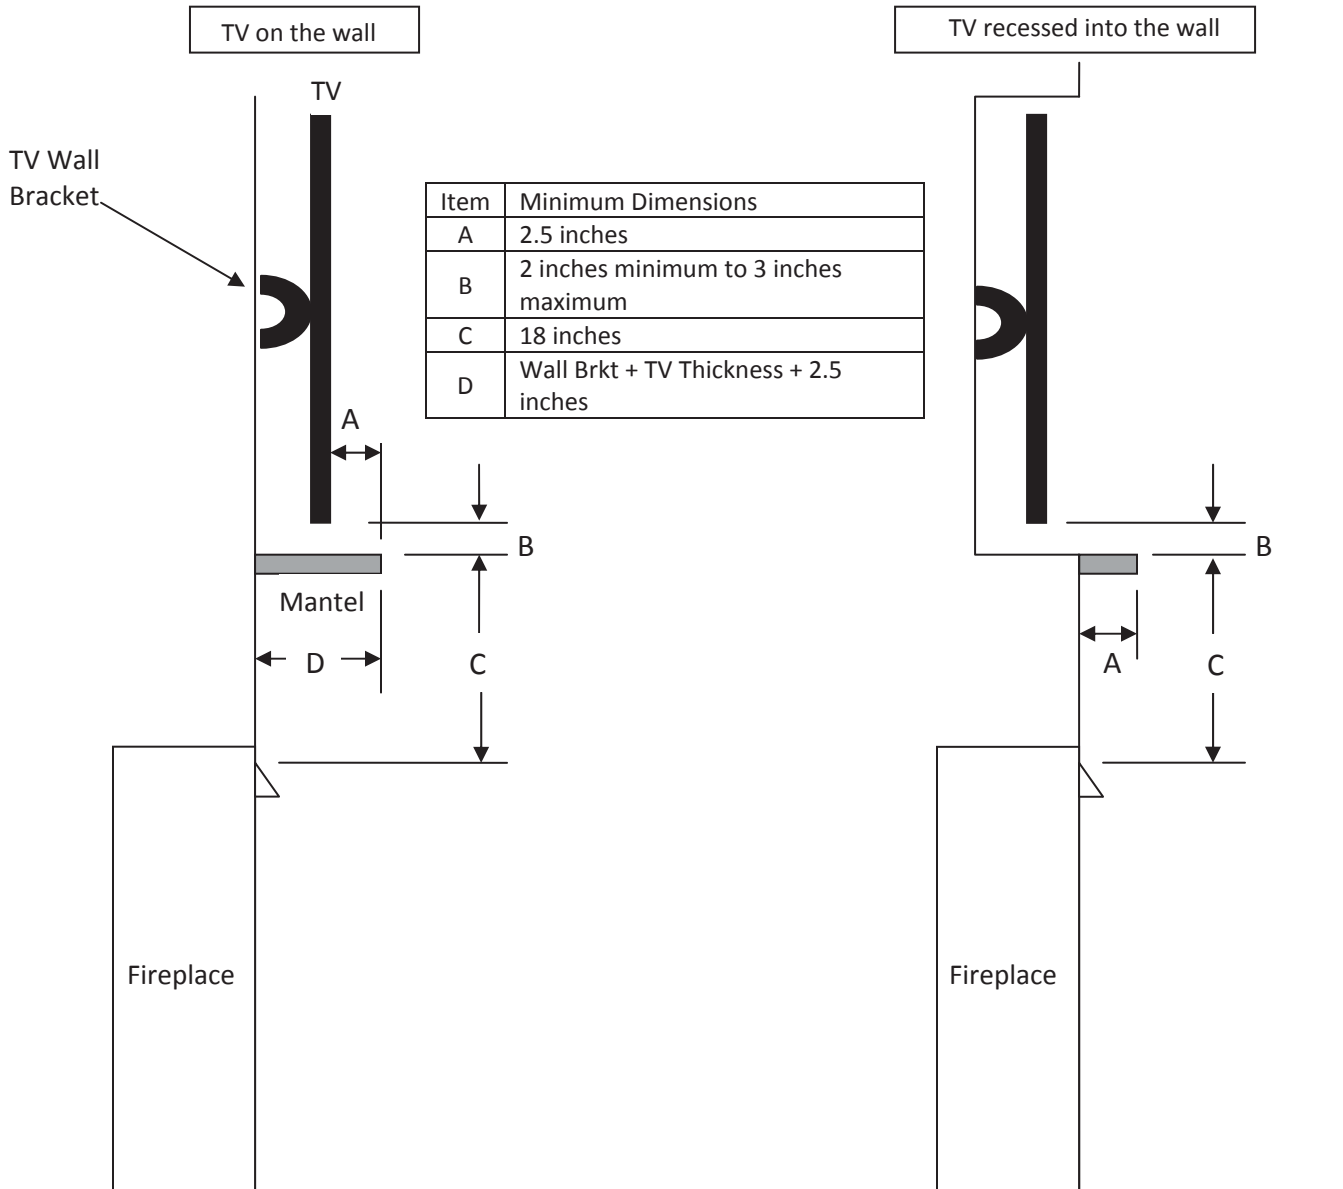 TV on the wall
TV recessed into the wall
TV
TV Wall
Bracket
Item Minimum Dimensions
A 2.5 inches
B 2 inches minimum to 3 inches
maximum
C 18 inches
D Wall Brkt + TV Thickness + 2.5
inches
A
B
B
Mantel
D
C
A
C
Fireplace
Fireplace